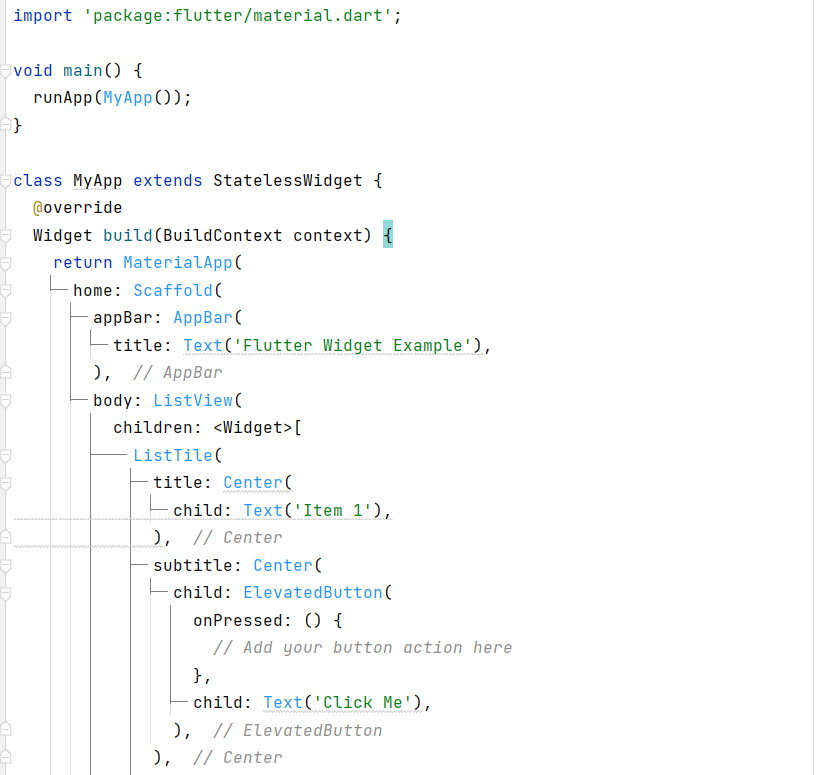 import 'package:flutter/material.dart';

void main() {
  runApp(MyApp());
}

class MyApp extends StatelessWidget {
  @override
  Widget build(BuildContext context) {
    return MaterialApp(
      home: Scaffold(
        appBar: AppBar(
          title: Text('Flutter Widget Example'),
        ),  // AppBar
        body: ListView(
          children: <Widget>[
            ListTile(
              title: Center(
                child: Text('Item 1'),
              ),  // Center
              subtitle: Center(
                child: ElevatedButton(
                  onPressed: () {
                    // Add your button action here
                  },
                  child: Text('Click Me'),
                ),  // ElevatedButton
              ),  // Center